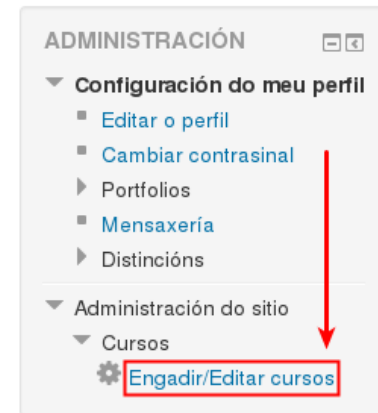 ADMINISTRACIÓN
Configuración do meu perfil
Editar o perfil
Cambiar contrasinal
Portfolios
Mensaxería
Distincións
Administración do sitio
Cursos
Engadir/Editar cursos